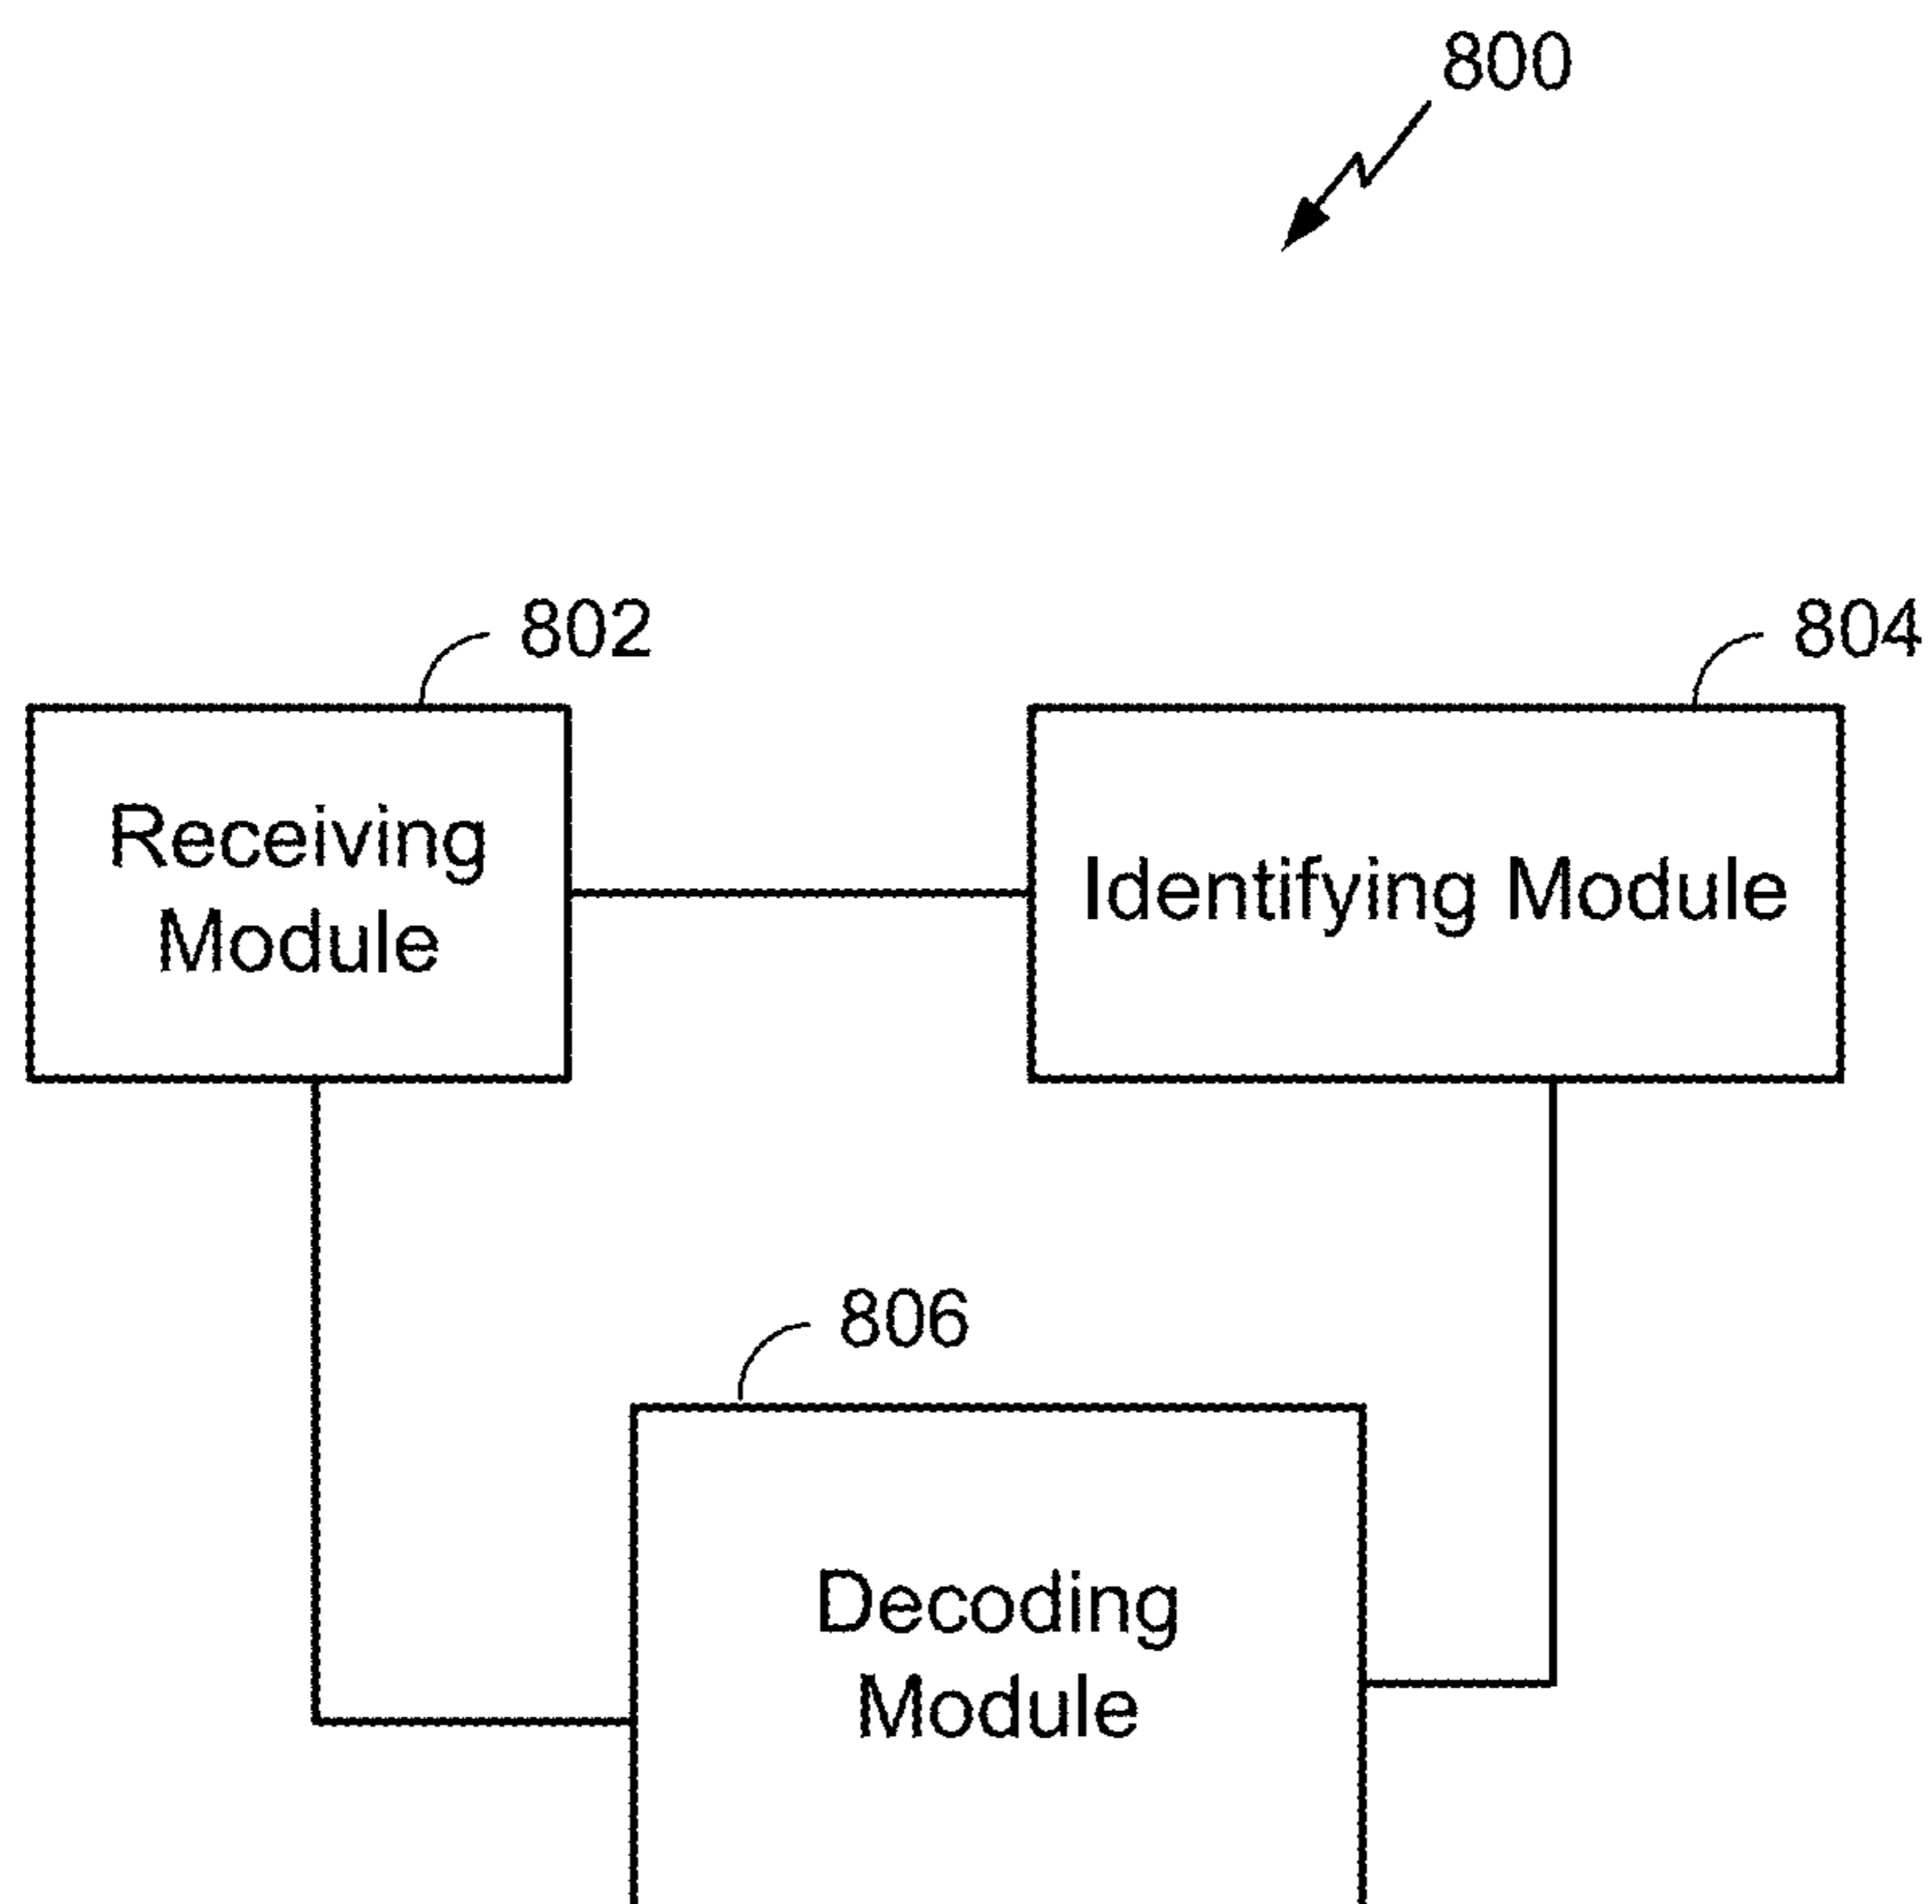 800
802
804
Receiving
Module
Identifying Module
806
Decoding
Module